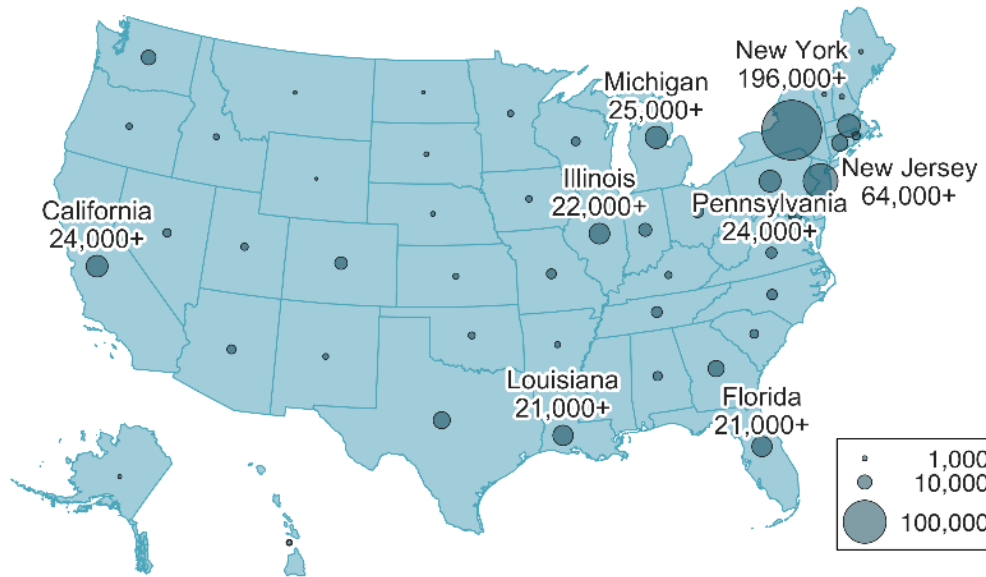 New York
196,000+
Michigan
25,000+
New Jersey
64,000+
Illinois
22,000+
Pennsylvania
24,000+
California
24,000+
Louisiana
21,000+
Florida
21,000+
1,000
10,000
100,000